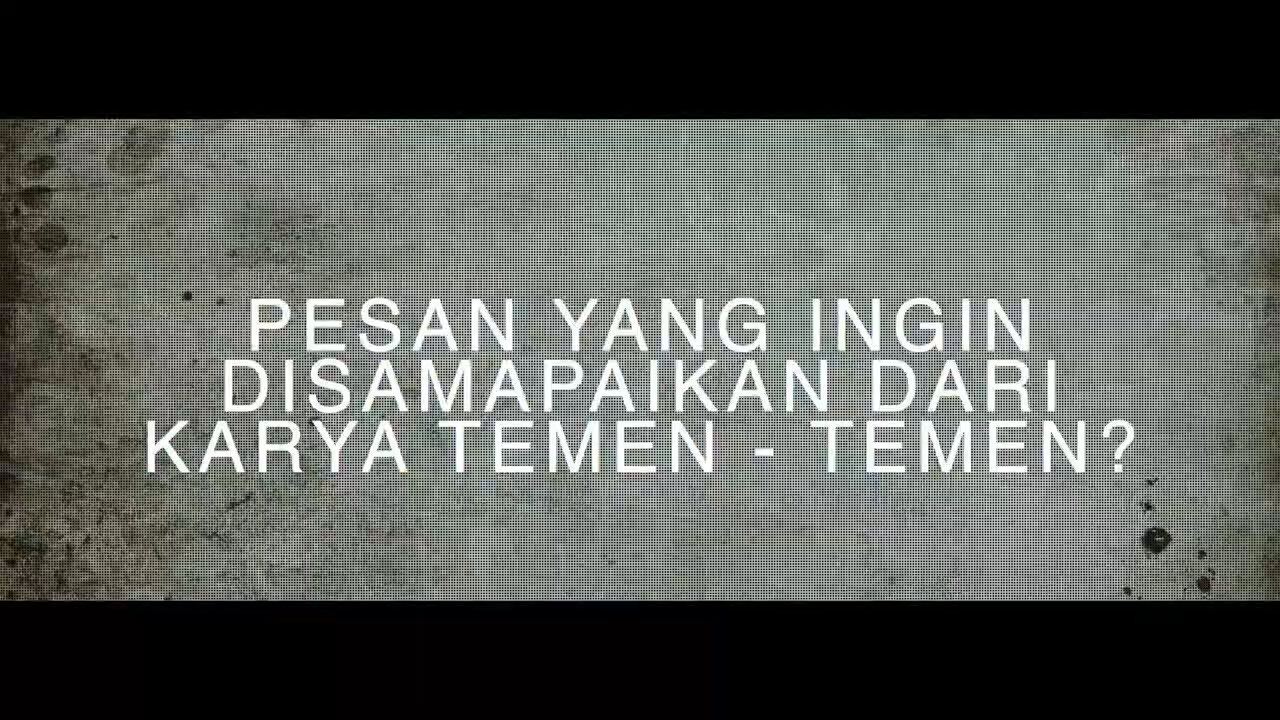 PESAN YANG INGIN
DISAMAPAIKAN DARI
KARYA TEMEN - TEMEN?